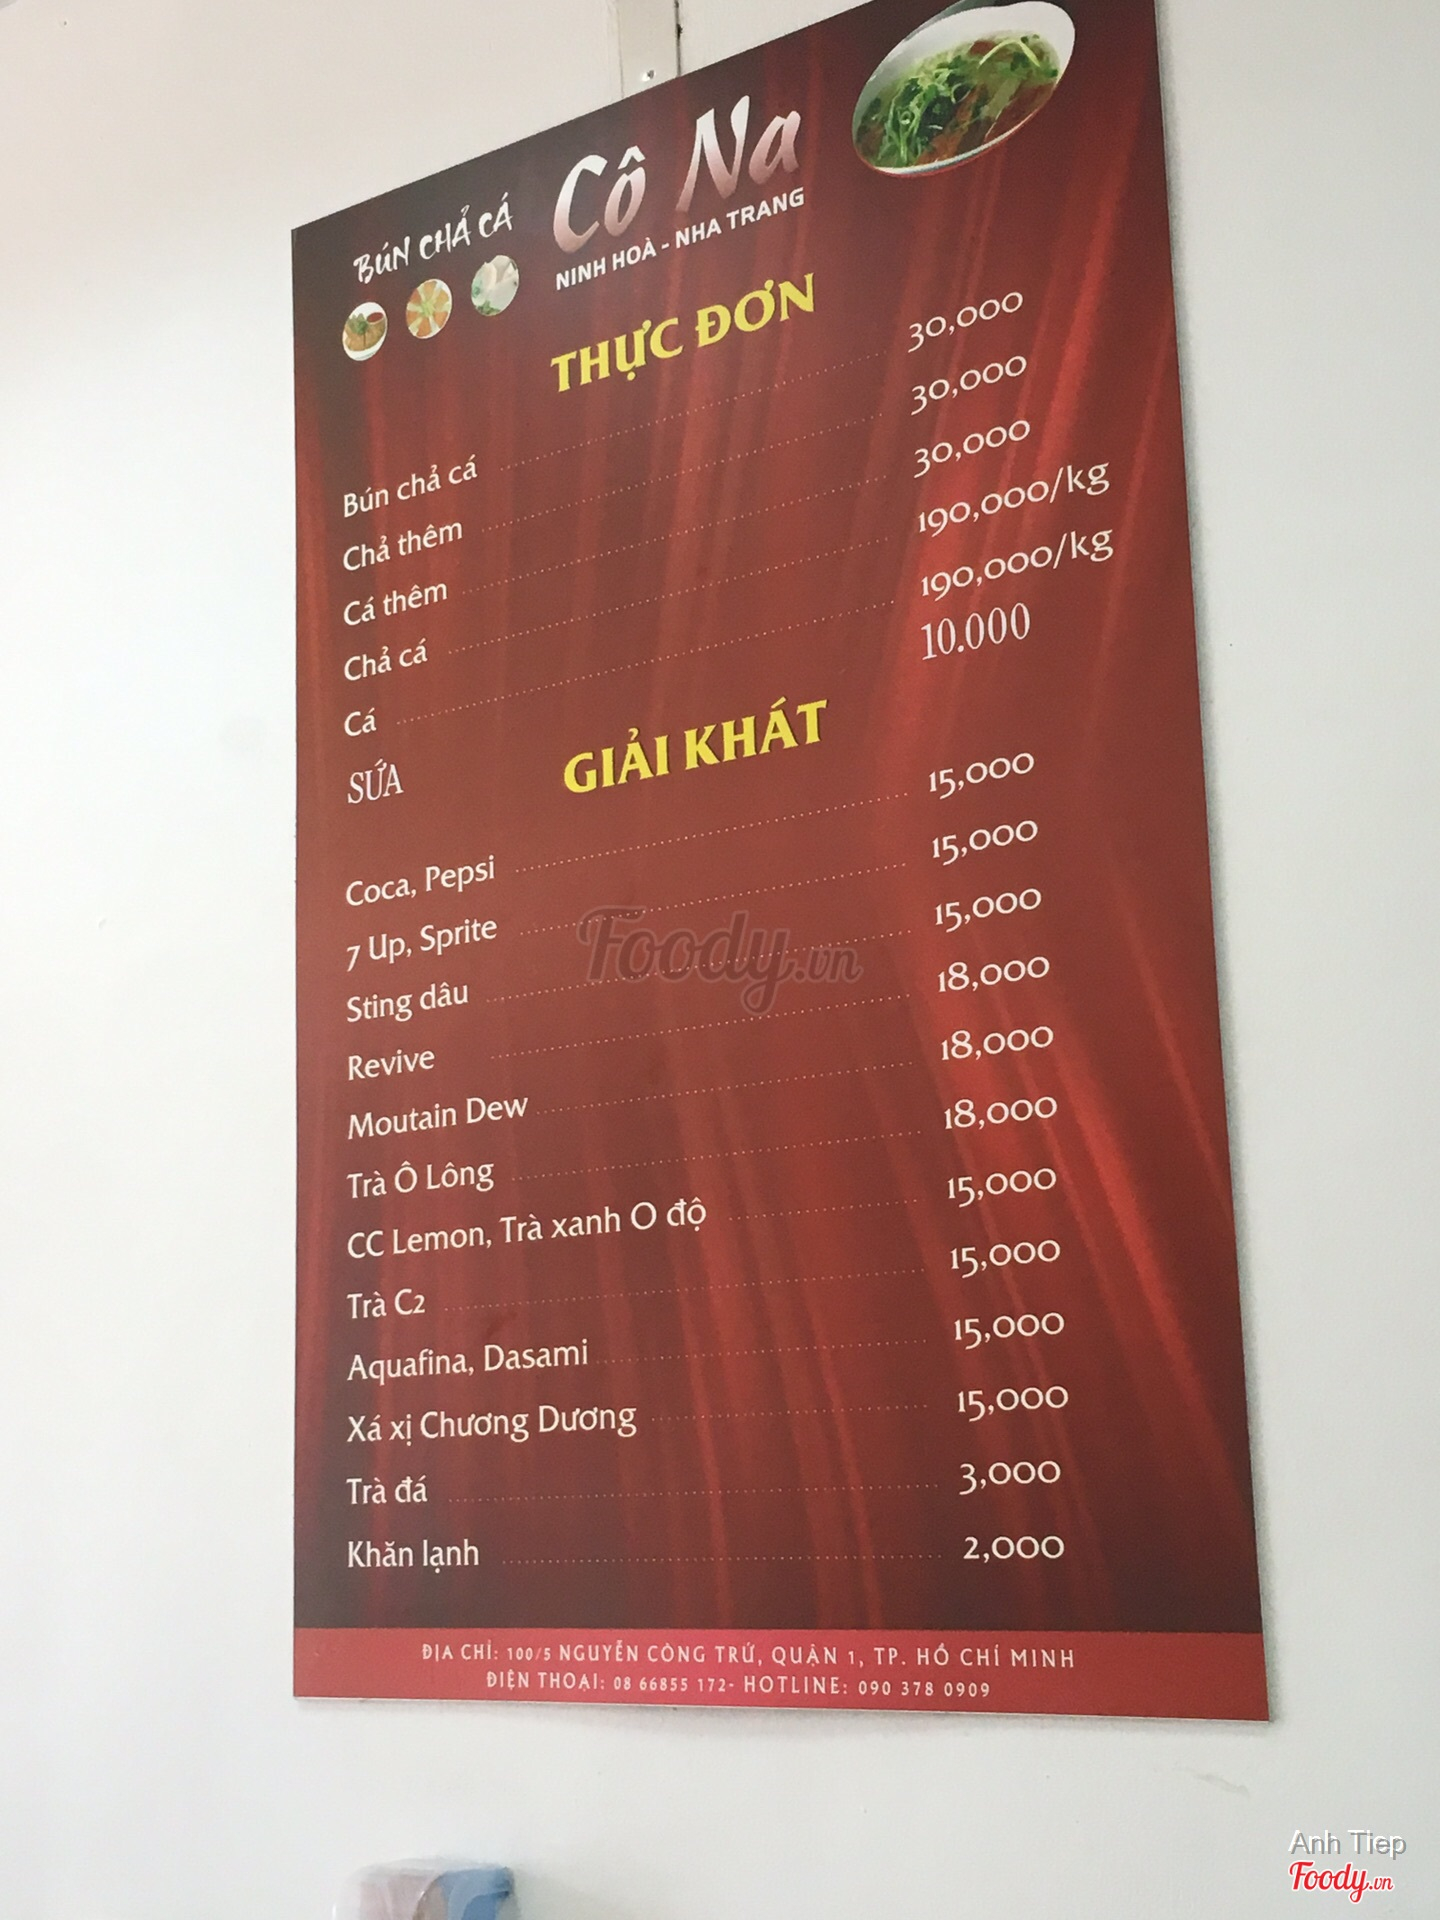 BÚN CHẢ CÁ
Cô Na
NINH HOÀ - NHA TRANG
THỰC ĐƠN
Bún chả cá 30,000
Chả thêm 30,000
Cá thêm 30,000
Chả cá 190,000/kg
Cá 190,000/kg
SỨA 10.000
GIẢI KHÁT
Coca, Pepsi 15,000
7 Up, Sprite 15,000
Sting dâu 15,000
Revive 18,000
Moutain Dew 18,000
Trà Ô Lông 18,000
CC Lemon, Trà xanh O độ 15,000
Trà C2 15,000
Aquafina, Dasami 15,000
Xá xị Chương Dương 15,000
Trà đá 3,000
Khăn lạnh 2,000
Foody.vn
ĐỊA CHỈ: 100/5 NGUYỄN CÔNG TRỨ, QUẬN 1, TP. HỒ CHÍ MINH
ĐIỆN THOẠI: 08 66855 172- HOTLINE: 090 378 0909
Anh Tiep
Foody.vn